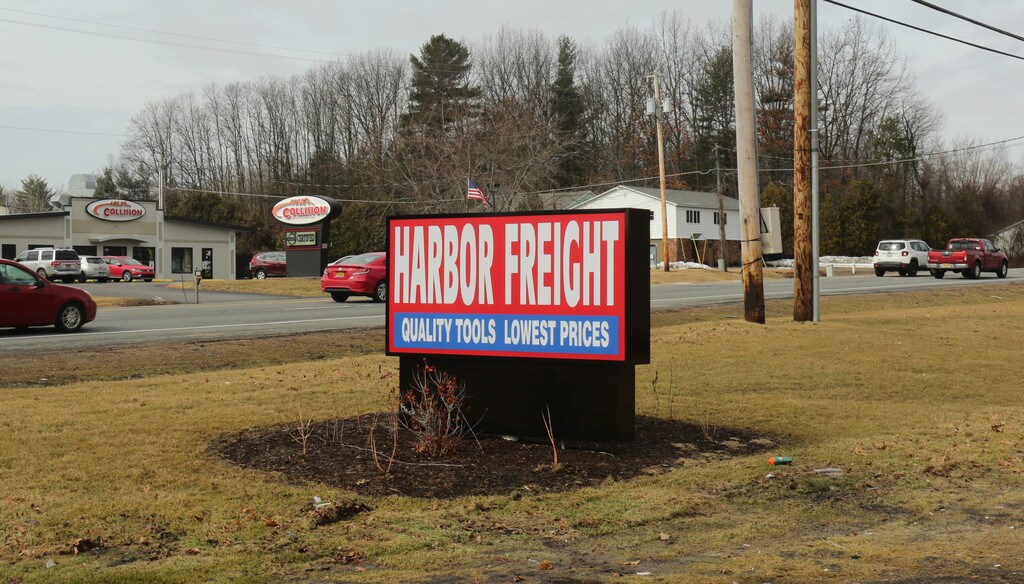 COLLISION
COLLISION
HARBOR FREIGHT
QUALITY TOOLS LOWEST PRICES